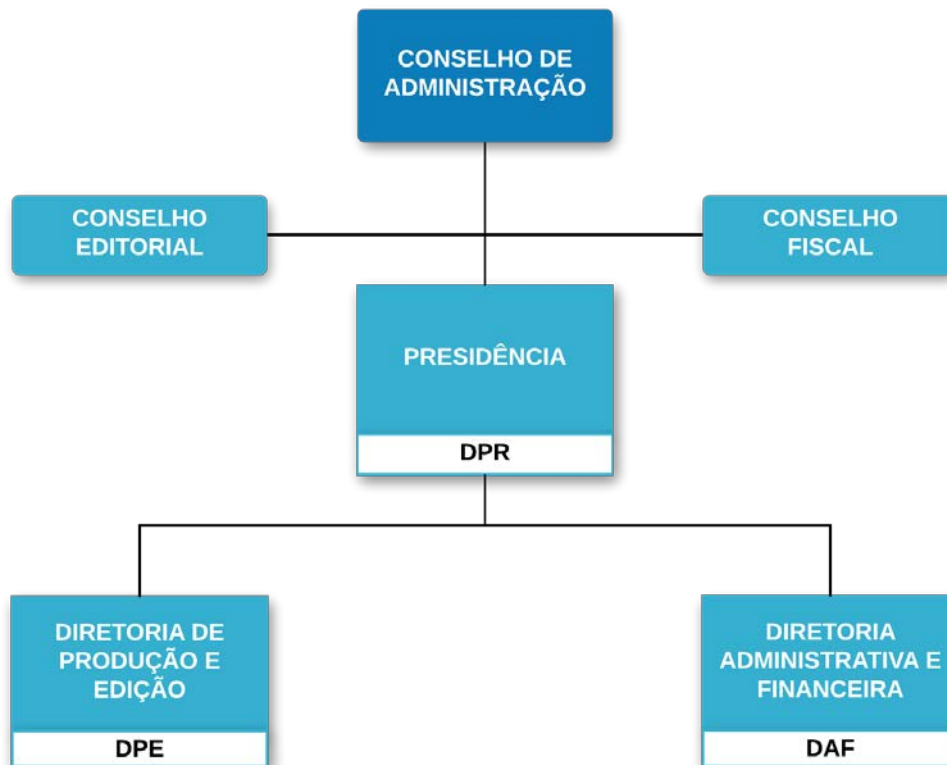 CONSELHO DE
ADMINISTRAÇÃO
CONSELHO
EDITORIAL
CONSELHO
FISCAL
PRESIDÊNCIA
DPR
DIRETORIA DE
PRODUÇÃO E
EDIÇÃO
DPE
DIRETORIA
ADMINISTRATIVA E
FINANCEIRA
DAF